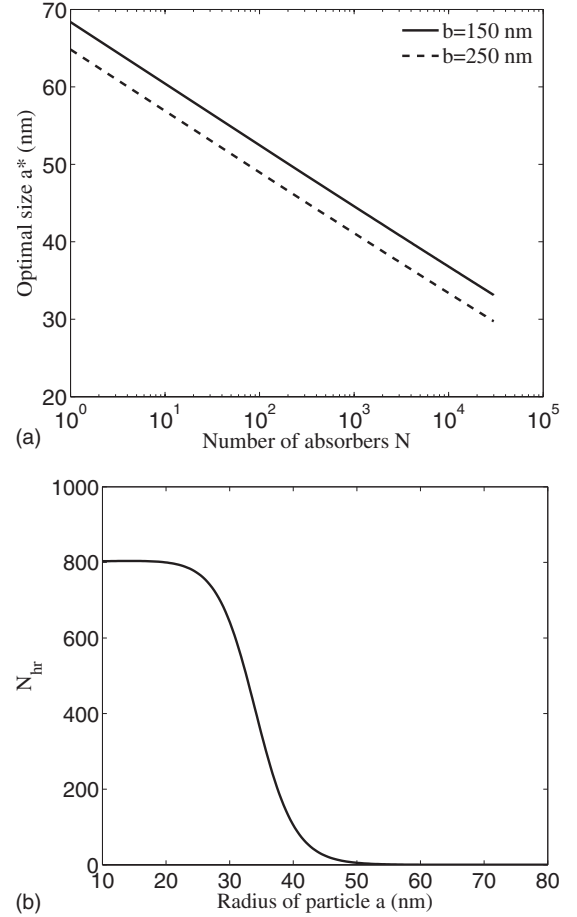 70
b=150 nm
b=250 nm
60
50
40
30
20
Optimal size a* (nm)
10^0 10^1 10^2 10^3 10^4 10^5
(a) Number of absorbers N
1000
800
600
400
200
0
N_hr
10 20 30 40 50 60 70 80
(b) Radius of particle a (nm)